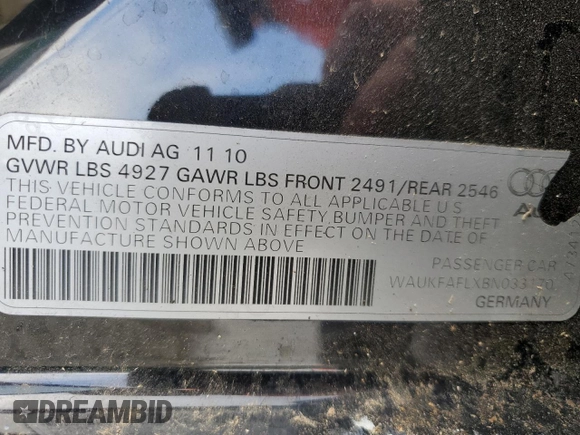 MFD. BY AUDI AG 11 10
GVWR LBS 4927 GAWR LBS FRONT 2491/REAR 2546
THIS VEHICLE CONFORMS TO ALL APPLICABLE U S
FEDERAL MOTOR VEHICLE SAFETY, BUMPER AND THEFT
PREVENTION STANDARDS IN EFFECT ON THE DATE OF
MANUFACTURE SHOWN ABOVE
PASSENGER CAR
WAUKFAFLXBN033170
GERMANY
DREAMBID